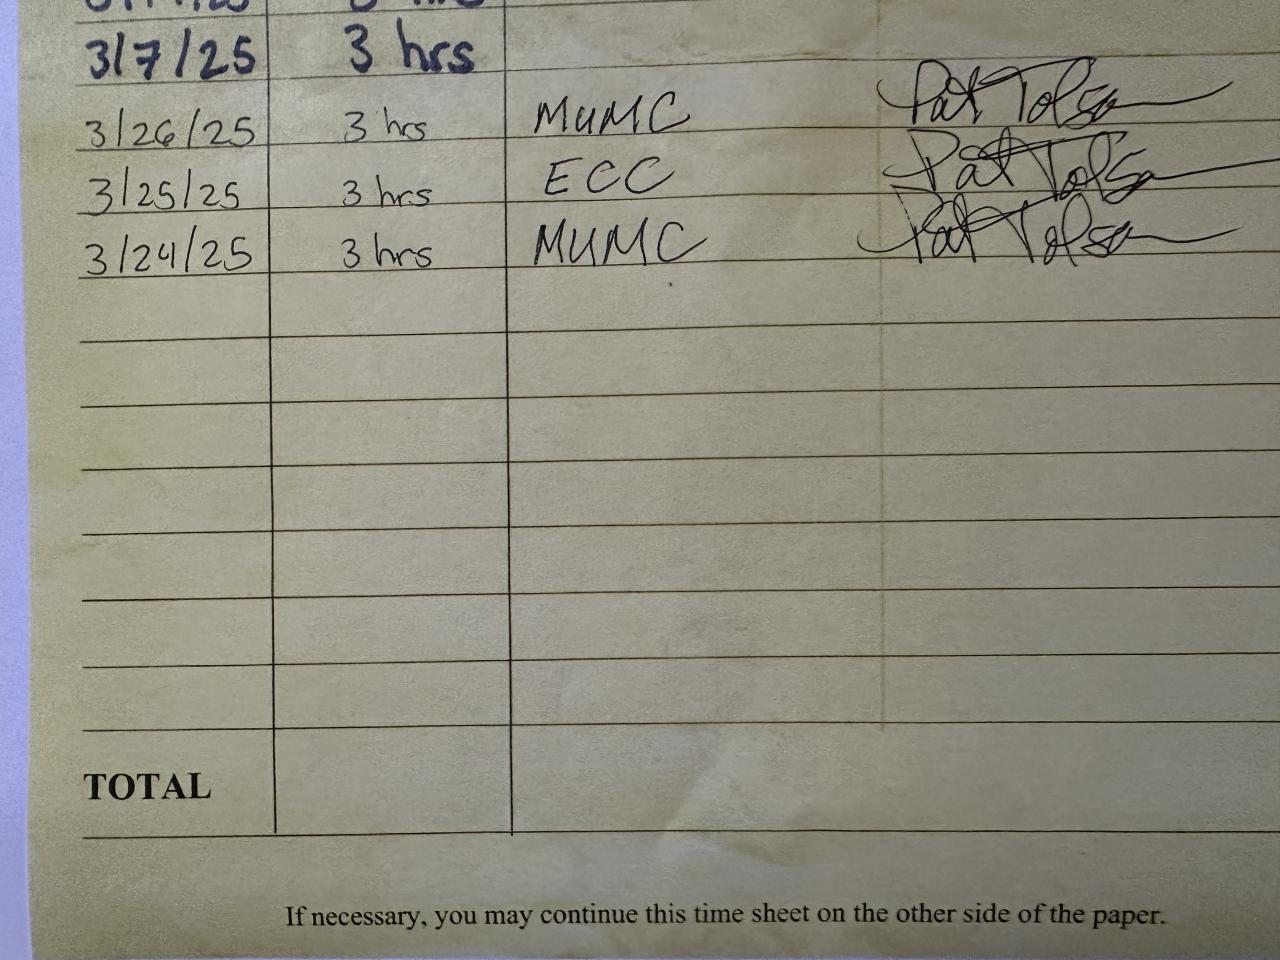 3/7/25 3 hrs
3/26/25 3 hrs MUMC Pat Tolson
3/25/25 3 hrs ECC Pat Tolson
3/24/25 3 hrs MUMC Pat Tolson
TOTAL
If necessary, you may continue this time sheet on the other side of the paper.